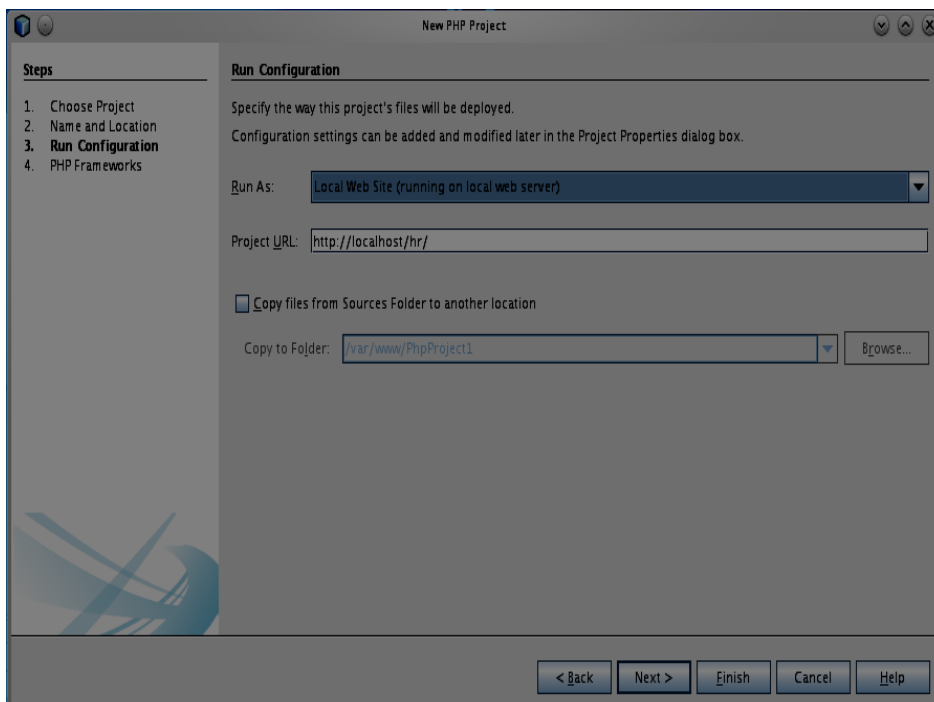 New PHP Project
Steps
1. Choose Project
2. Name and Location
3. Run Configuration
4. PHP Frameworks
Run Configuration
Specify the way this project's files will be deployed.
Configuration settings can be added and modified later in the Project Properties dialog box.
Run As: Local Web Site (running on local web server)
Project URL: http://localhost/hr/
Copy files from Sources Folder to another location
Copy to Folder: /var/www/PhpProject1 Browse...
< Back Next > Finish Cancel Help